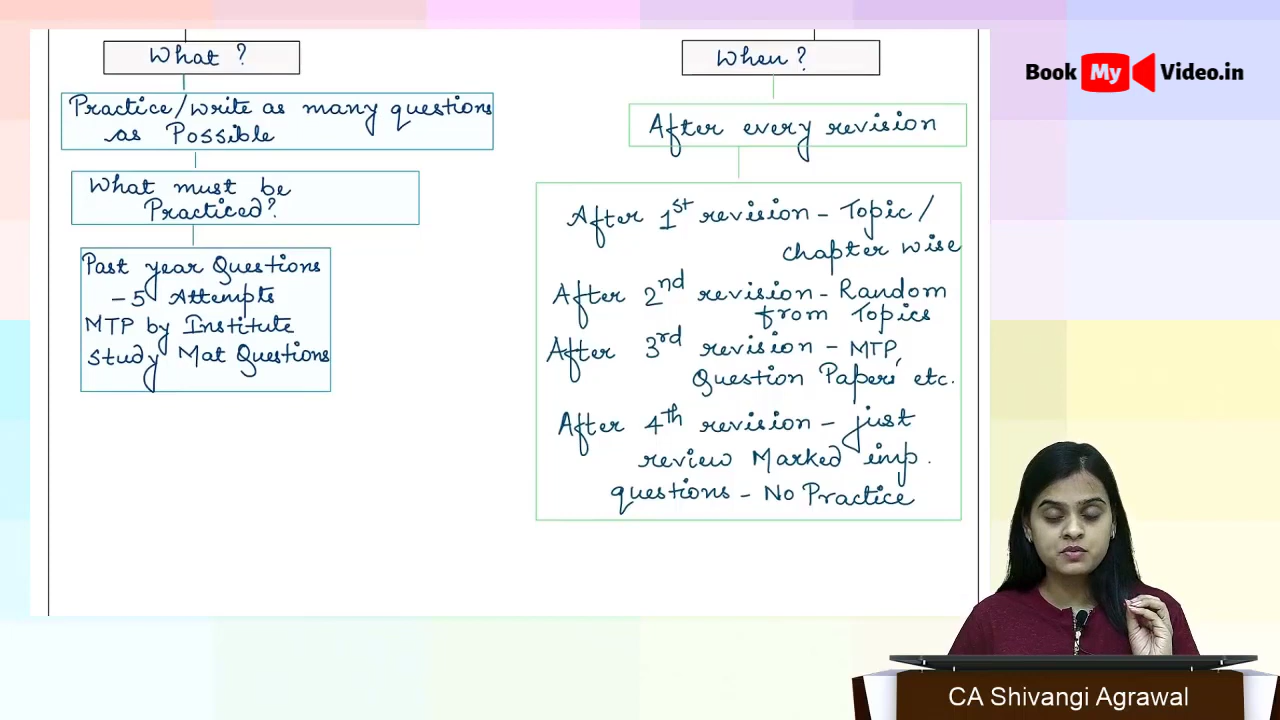 What ?
Practice/write as many questions
as Possible
What must be
Practiced?
Past year Questions
- 5 Attempts
MTP by Institute
Study Mat Questions
When ?
After every revision
After 1st revision - Topic /
chapter wise
After 2nd revision - Random
from Topics
After 3rd revision - MTP,
Question Papers etc.
After 4th revision - just
review Marked imp.
questions - No Practice
Book My Video.in
CA Shivangi Agrawal